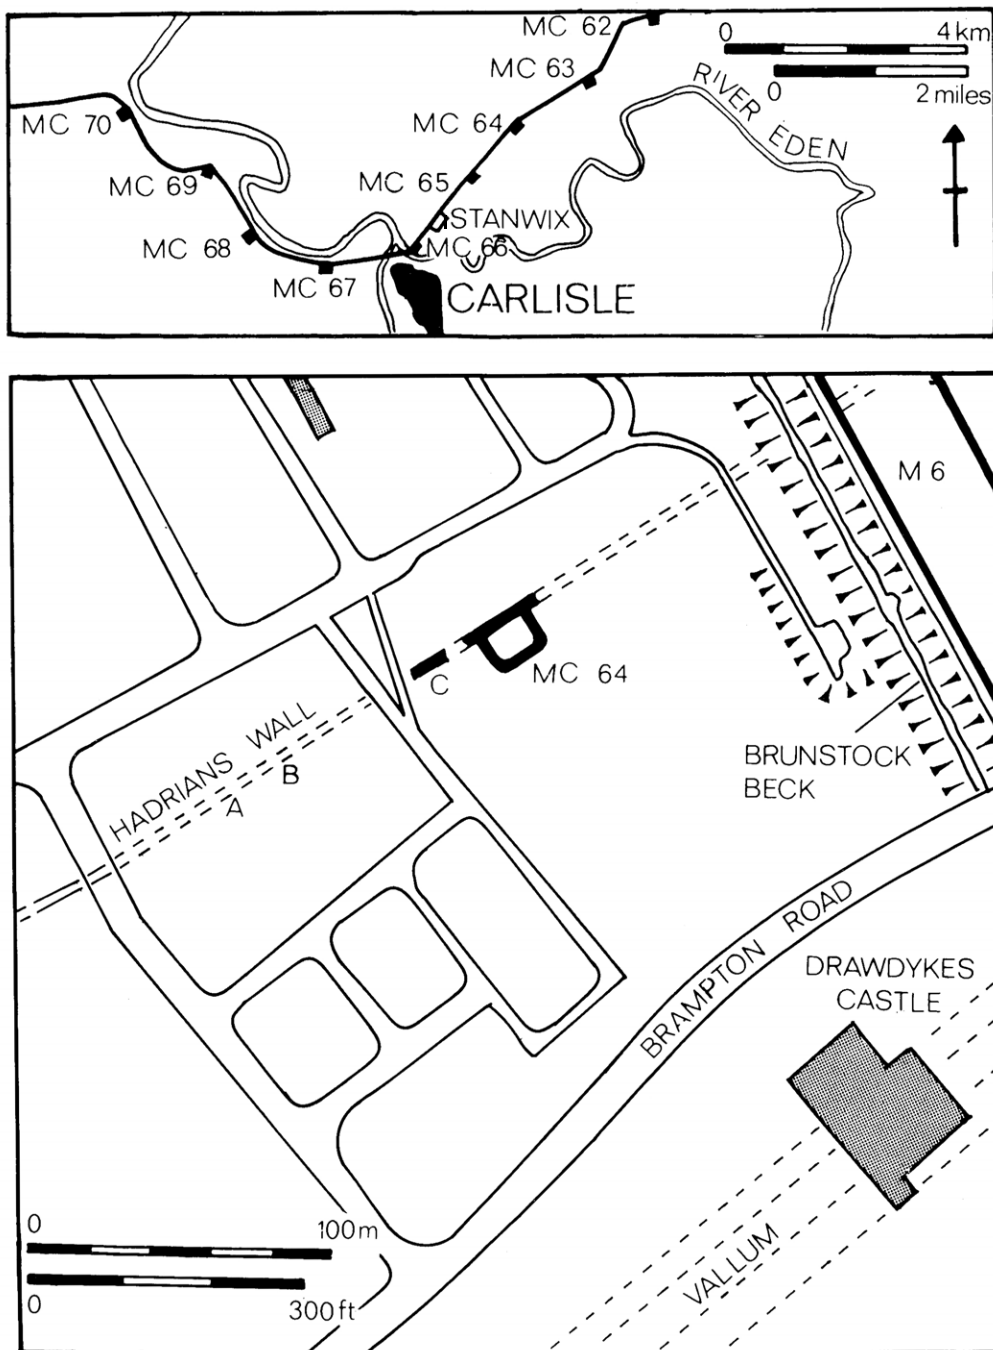 MC 62
0 4 km
MC 63
0 2 miles
RIVER EDEN
MC 70
MC 64
MC 69
MC 65
STANWIX
MC 68
MC 66
MC 67
CARLISLE
M 6
MC 64
C
HADRIANS WALL
B
A
BRUNSTOCK
BECK
BRAMPTON ROAD
DRAWDYKES
CASTLE
VALLUM
0 100m
0 300 ft